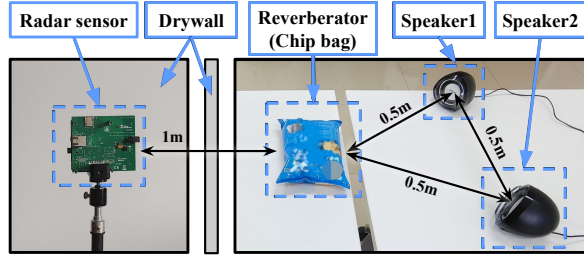 Radar sensor
Drywall
Reverberator
(Chip bag)
Speaker1
Speaker2
1m
0.5m
0.5m
0.5m